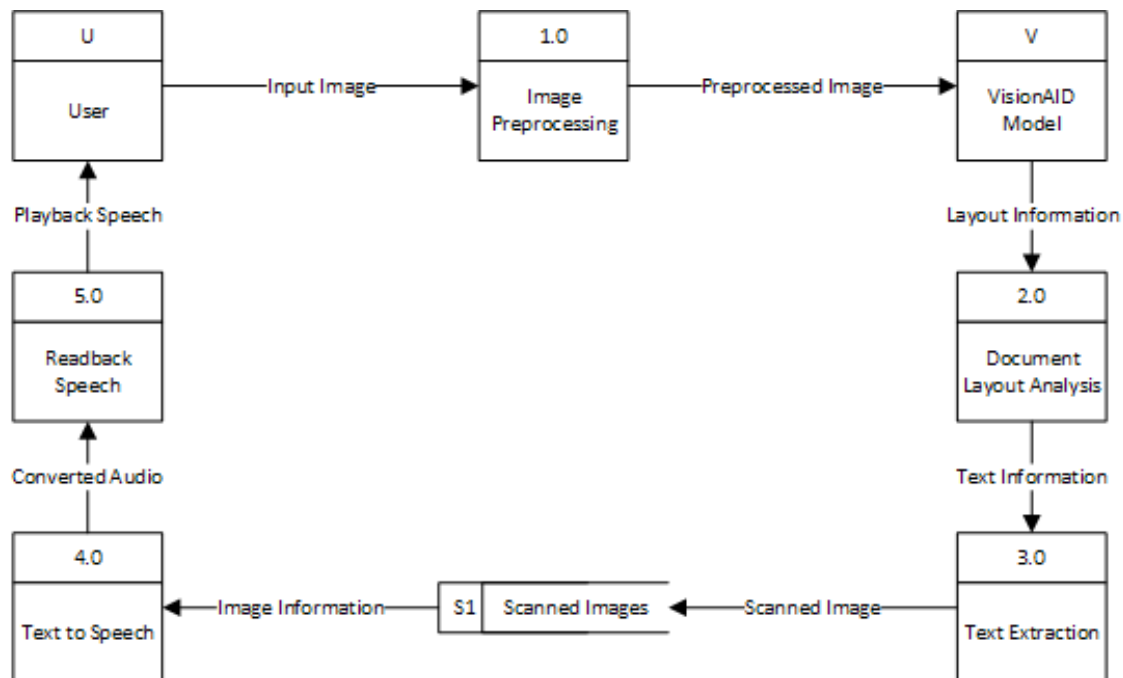 U
User
Input Image
1.0
Image
Preprocessing
Preprocessed Image
V
VisionAID
Model
Layout Information
2.0
Document
Layout Analysis
Text Information
3.0
Text Extraction
Scanned Image
S1
Scanned Images
Image Information
4.0
Text to Speech
Converted Audio
5.0
Readback
Speech
Playback Speech